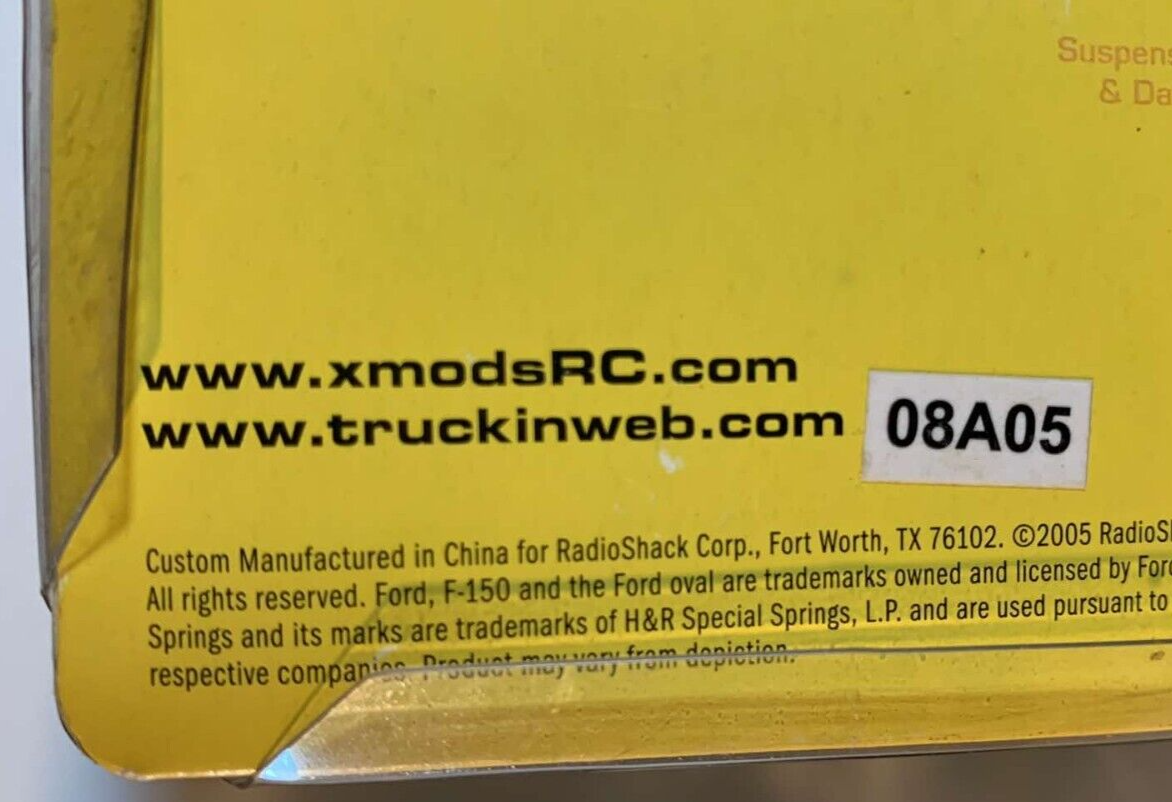 Suspens
& Da
www.xmodsRC.com
www.truckinweb.com
08A05
Custom Manufactured in China for RadioShack Corp., Fort Worth, TX 76102. ©2005 RadioSh
All rights reserved. Ford, F-150 and the Ford oval are trademarks owned and licensed by Ford
Springs and its marks are trademarks of H&R Special Springs, L.P. and are used pursuant to
respective companies. Product may vary from depiction.